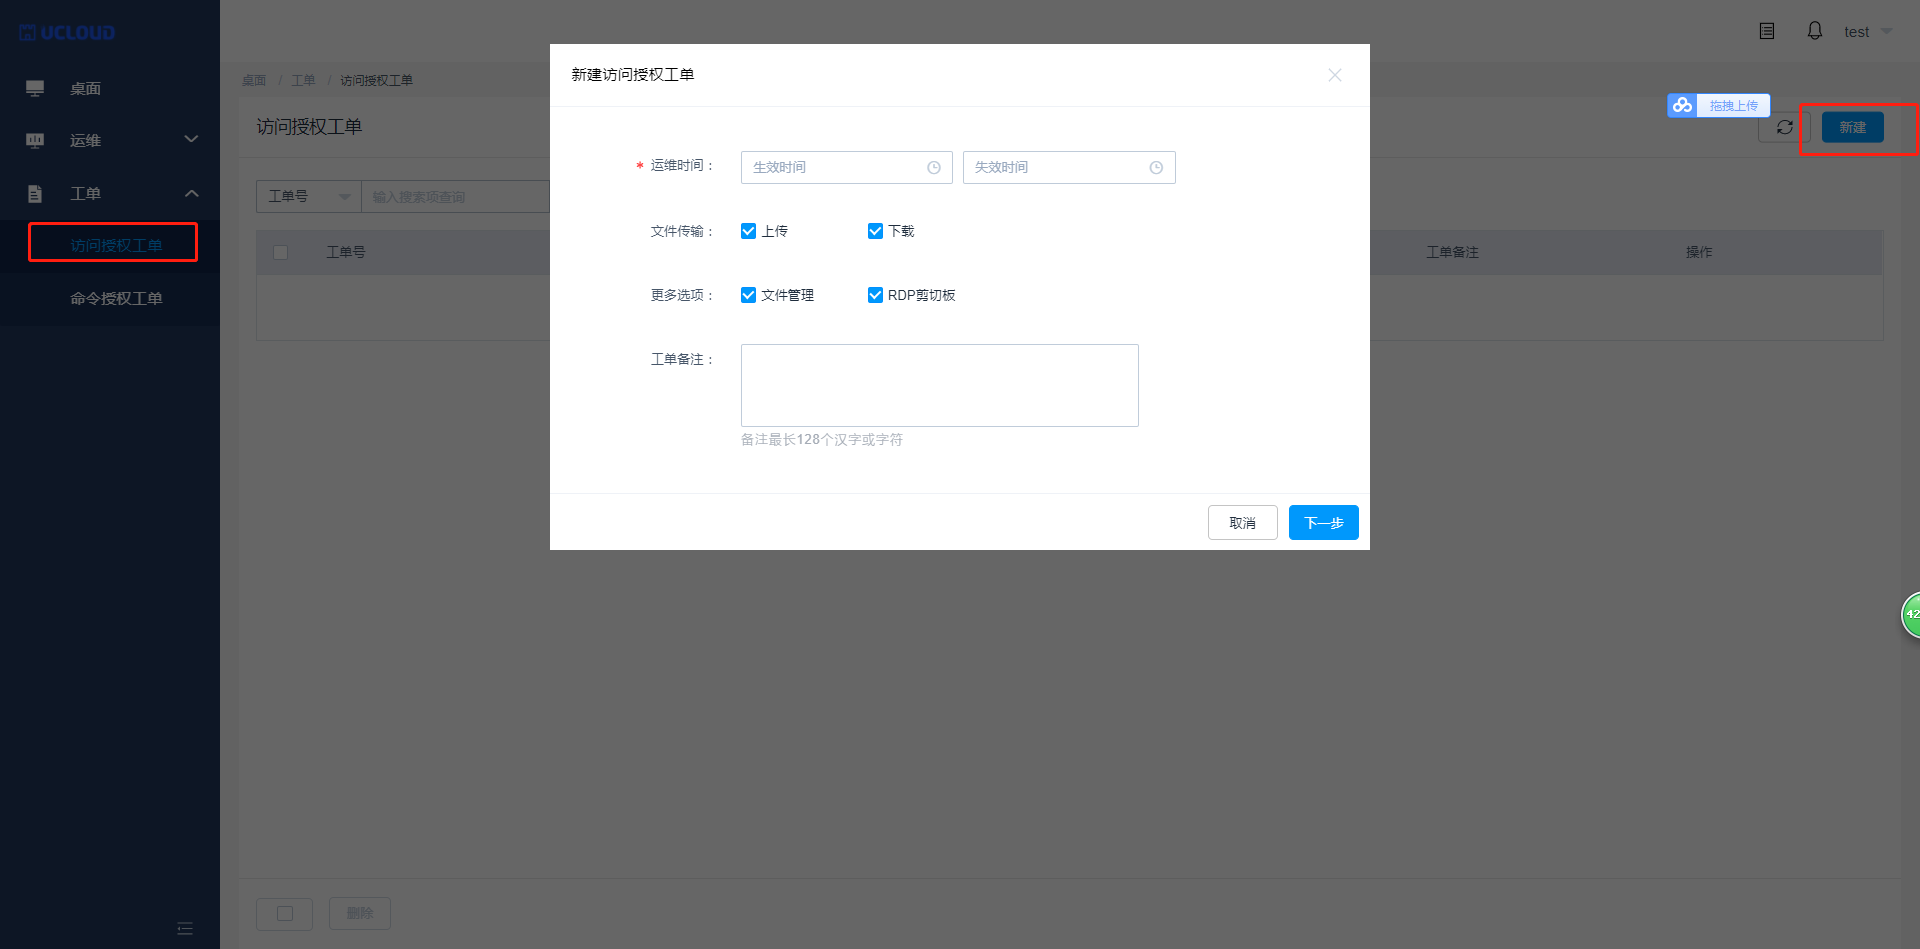 UCLOUD
test
桌面
运维
工单
访问授权工单
命令授权工单
桌面 / 工单 / 访问授权工单
访问授权工单
拖拽上传
新建
工单号
输入搜索项查询
工单号
工单备注
操作
新建访问授权工单
* 运维时间：
生效时间
失效时间
文件传输：
上传
下载
更多选项：
文件管理
RDP剪切板
工单备注：
备注最长128个汉字或字符
取消
下一步
42
删除